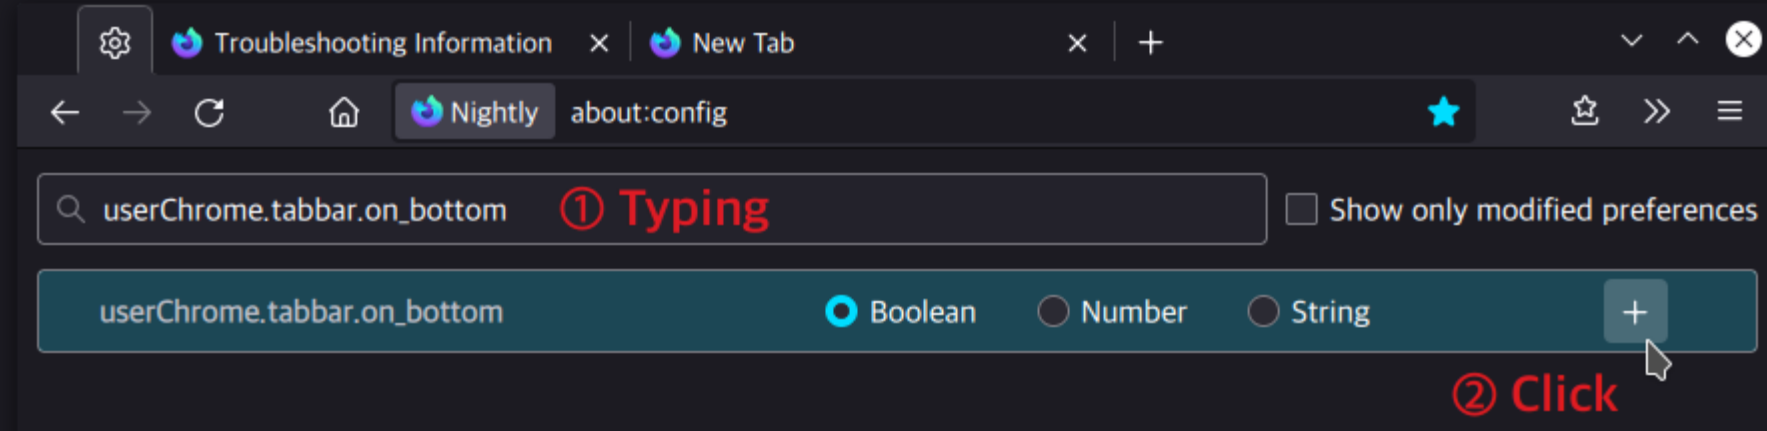 Troubleshooting Information New Tab
Nightly about:config
userChrome.tabbar.on_bottom ① Typing Show only modified preferences
userChrome.tabbar.on_bottom Boolean Number String
② Click